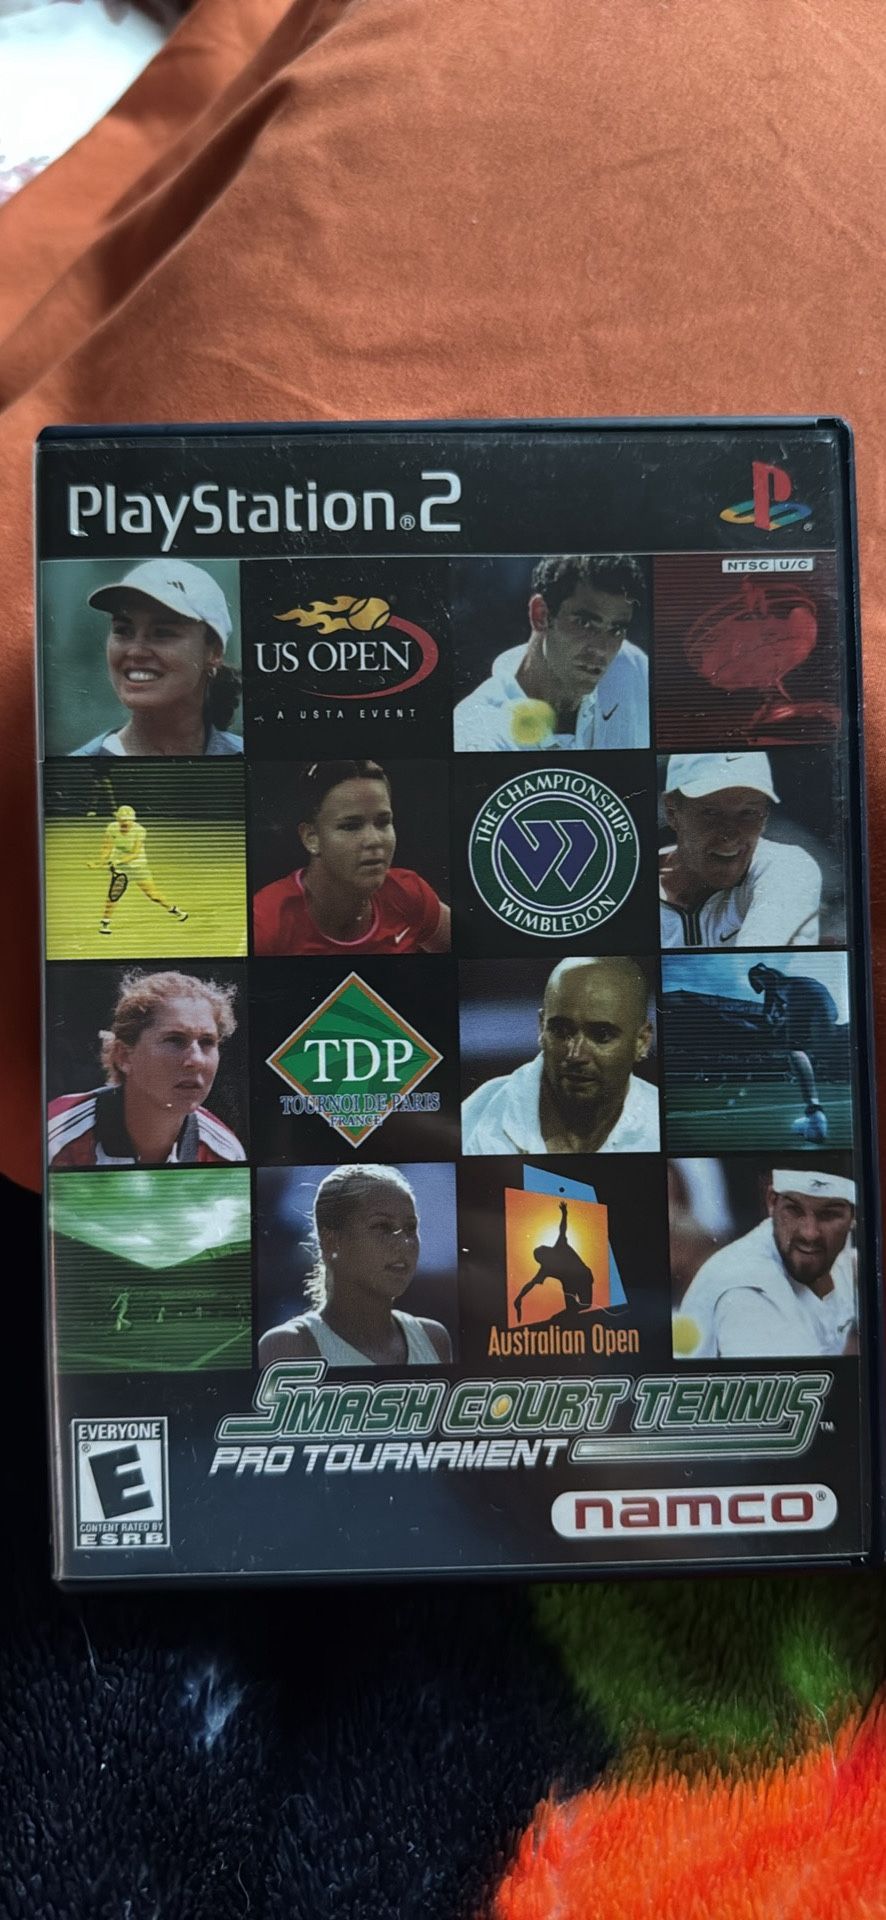 PlayStation®2
NTSC U/C
US OPEN
A USTA EVENT
THE CHAMPIONSHIPS
WIMBLEDON
TDP
TOURNOI DE PARIS
FRANCE
Australian Open
SMASH COURT TENNIS™
PRO TOURNAMENT
EVERYONE
E®
CONTENT RATED BY
ESRB
namco®